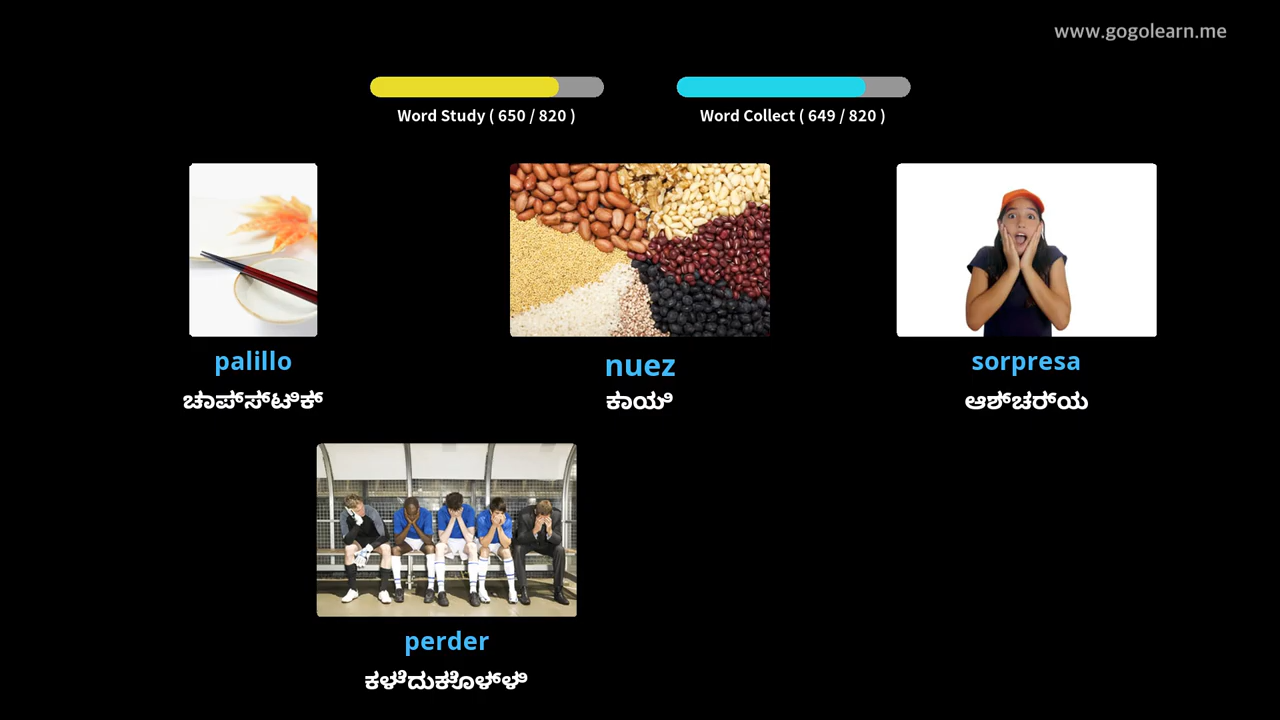 www.gogolearn.me
Word Study ( 650 / 820 )
Word Collect ( 649 / 820 )
palillo
ಚಾಪ್‌ಸ್ಟಿಕ್
nuez
ಕಾಯಿ
sorpresa
ಆಶ್ಚರ್ಯ
perder
ಕಳೆದುಕೊಳ್ಳಿ